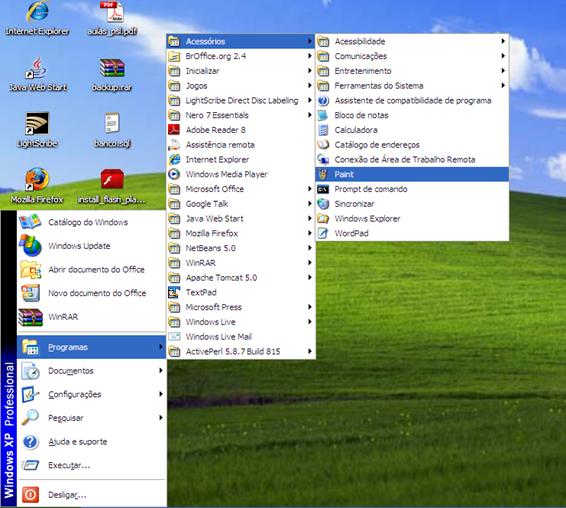 Internet Explorer
aulas_psl.pdf
Java Web Start
backup.rar
LightScribe
banco.sql
Mozilla Firefox
install_flash_pla...
Catálogo do Windows
Windows Update
Abrir documento do Office
Novo documento do Office
WinRAR
Programas
Documentos
Configurações
Pesquisar
Ajuda e suporte
Executar...
Desligar...
Windows XP Professional
Acessórios
BrOffice.org 2.4
Inicializar
Jogos
LightScribe Direct Disc Labeling
Nero 7 Essentials
Adobe Reader 8
Assistência remota
Internet Explorer
Windows Media Player
Microsoft Office
Google Talk
Java Web Start
Mozilla Firefox
NetBeans 5.0
WinRAR
Apache Tomcat 5.0
TextPad
Microsoft Press
Windows Live
Windows Live Mail
ActivePerl 5.8.7 Build 815
Acessibilidade
Comunicações
Entretenimento
Ferramentas do Sistema
Assistente de compatibilidade de programa
Bloco de notas
Calculadora
Catálogo de endereços
Conexão de Área de Trabalho Remota
Paint
Prompt de comando
Sincronizar
Windows Explorer
WordPad